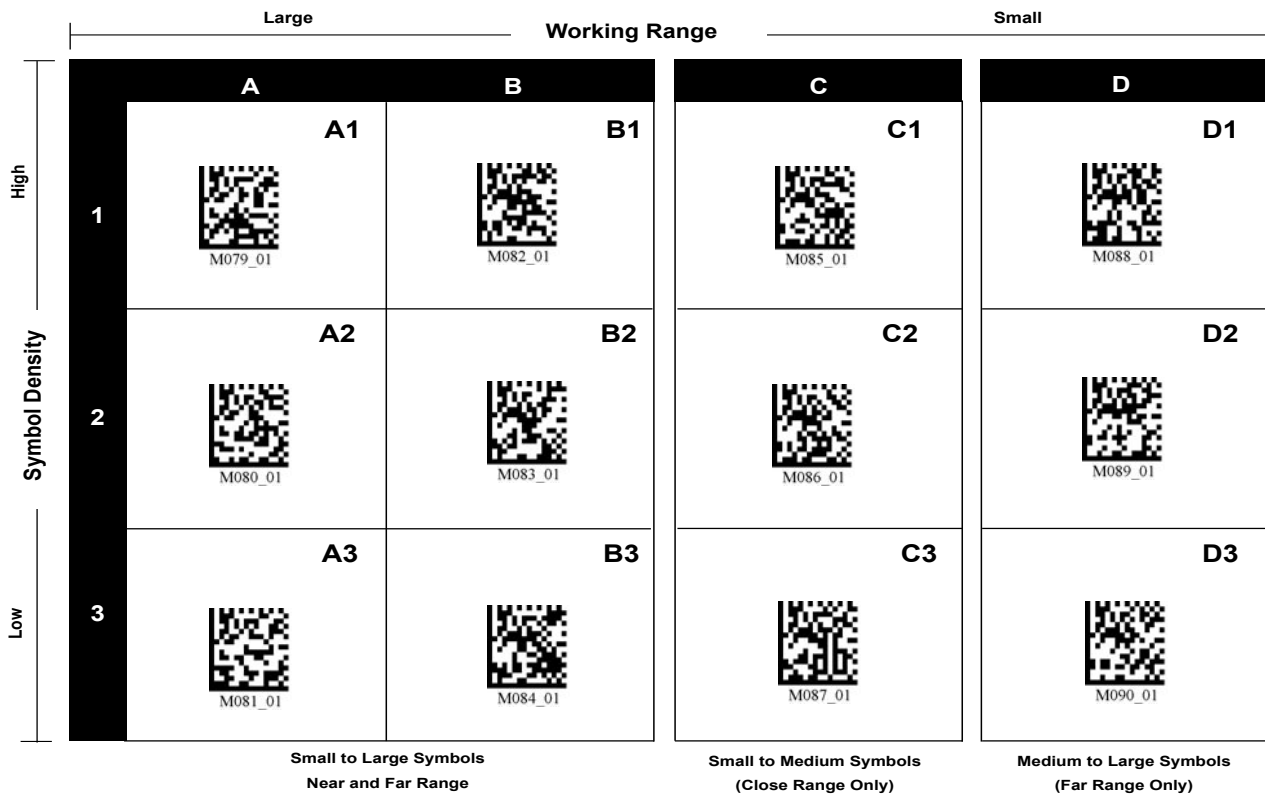 Large
Working Range
Small
A
B
C
D
High
Symbol Density
Low
1
A1
M079_01
B1
M082_01
C1
M085_01
D1
M088_01
2
A2
M080_01
B2
M083_01
C2
M086_01
D2
M089_01
3
A3
M081_01
B3
M084_01
C3
M087_01
D3
M090_01
Small to Large Symbols
Near and Far Range
Small to Medium Symbols
(Close Range Only)
Medium to Large Symbols
(Far Range Only)